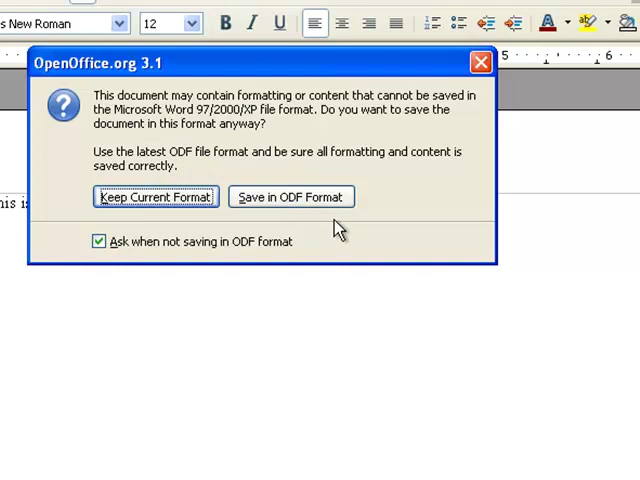 s New Roman 12 B I U A
OpenOffice.org 3.1
5 6
This document may contain formatting or content that cannot be saved in
the Microsoft Word 97/2000/XP file format. Do you want to save the
document in this format anyway?
Use the latest ODF file format and be sure all formatting and content is
saved correctly.
Keep Current Format Save in ODF Format
his is
Ask when not saving in ODF format